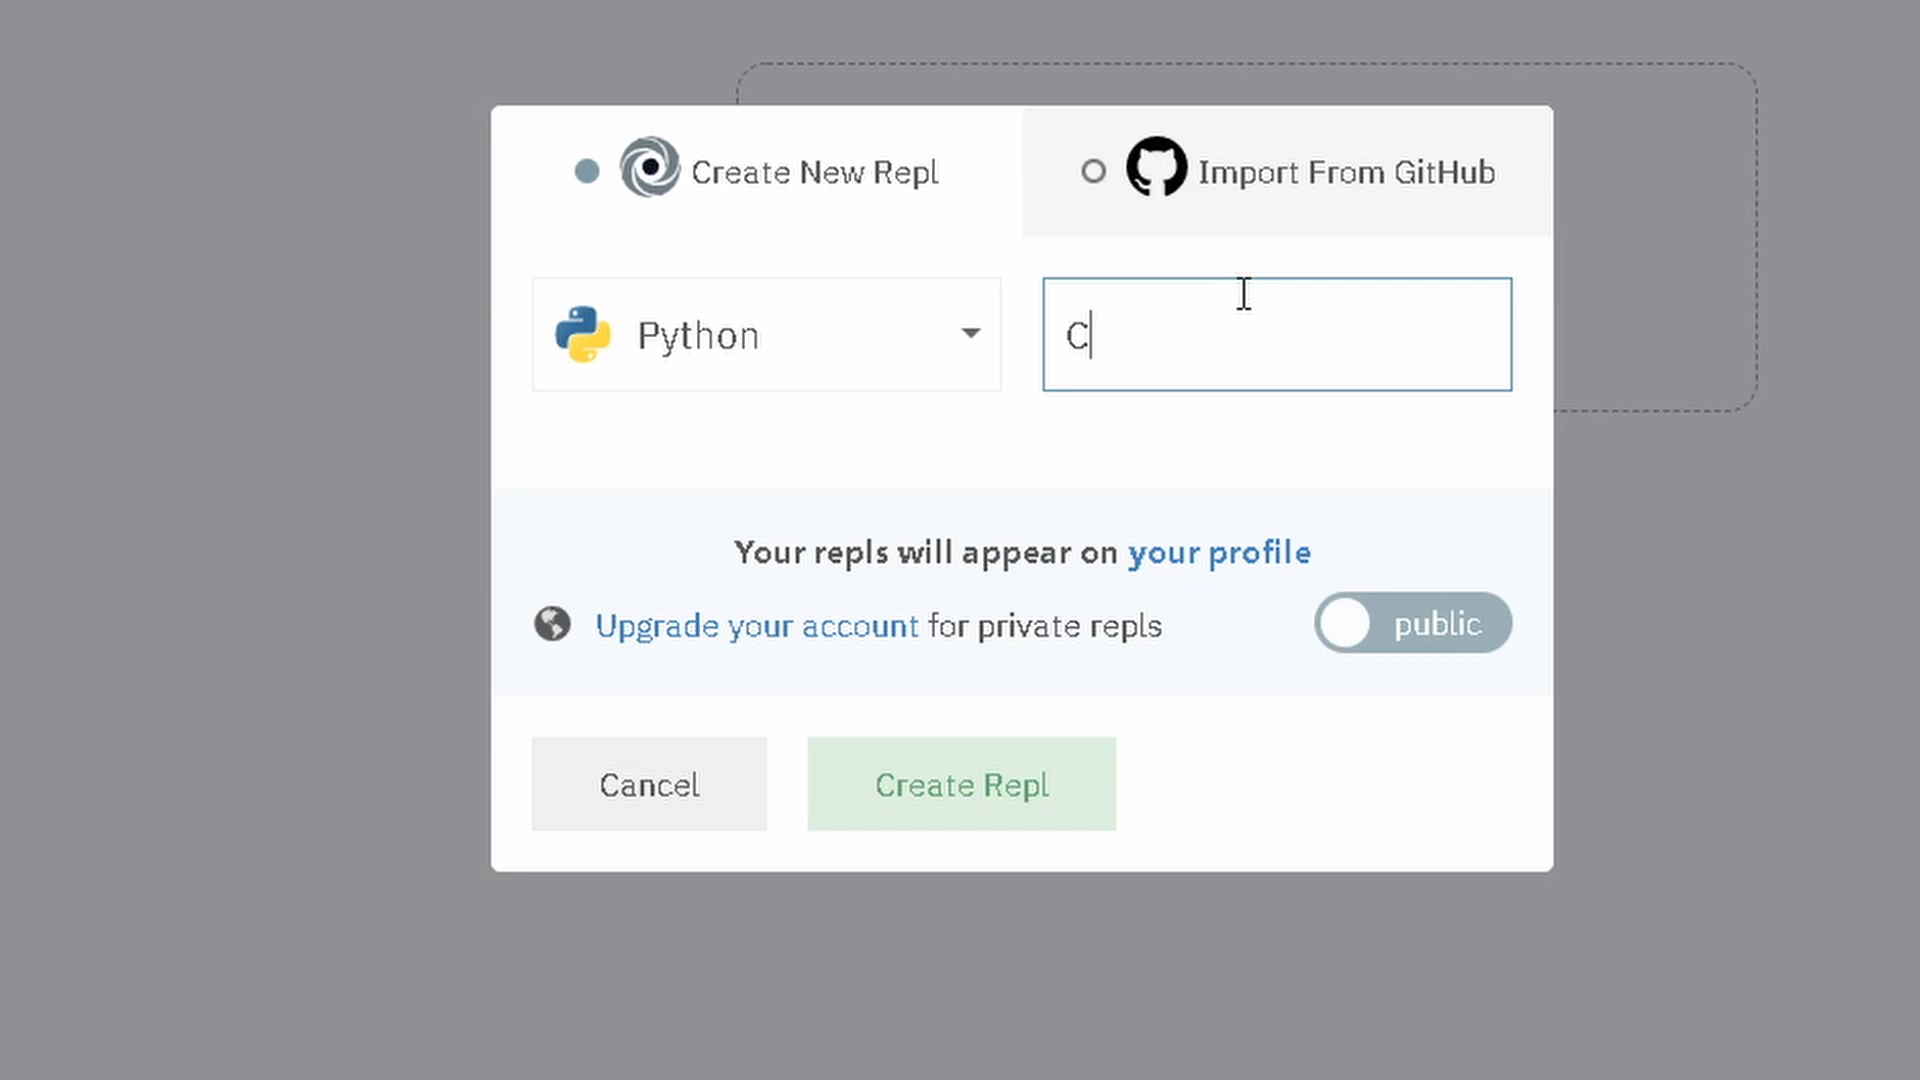 Create New Repl
Import From GitHub
Python
C
Your repls will appear on your profile
Upgrade your account for private repls
public
Cancel
Create Repl